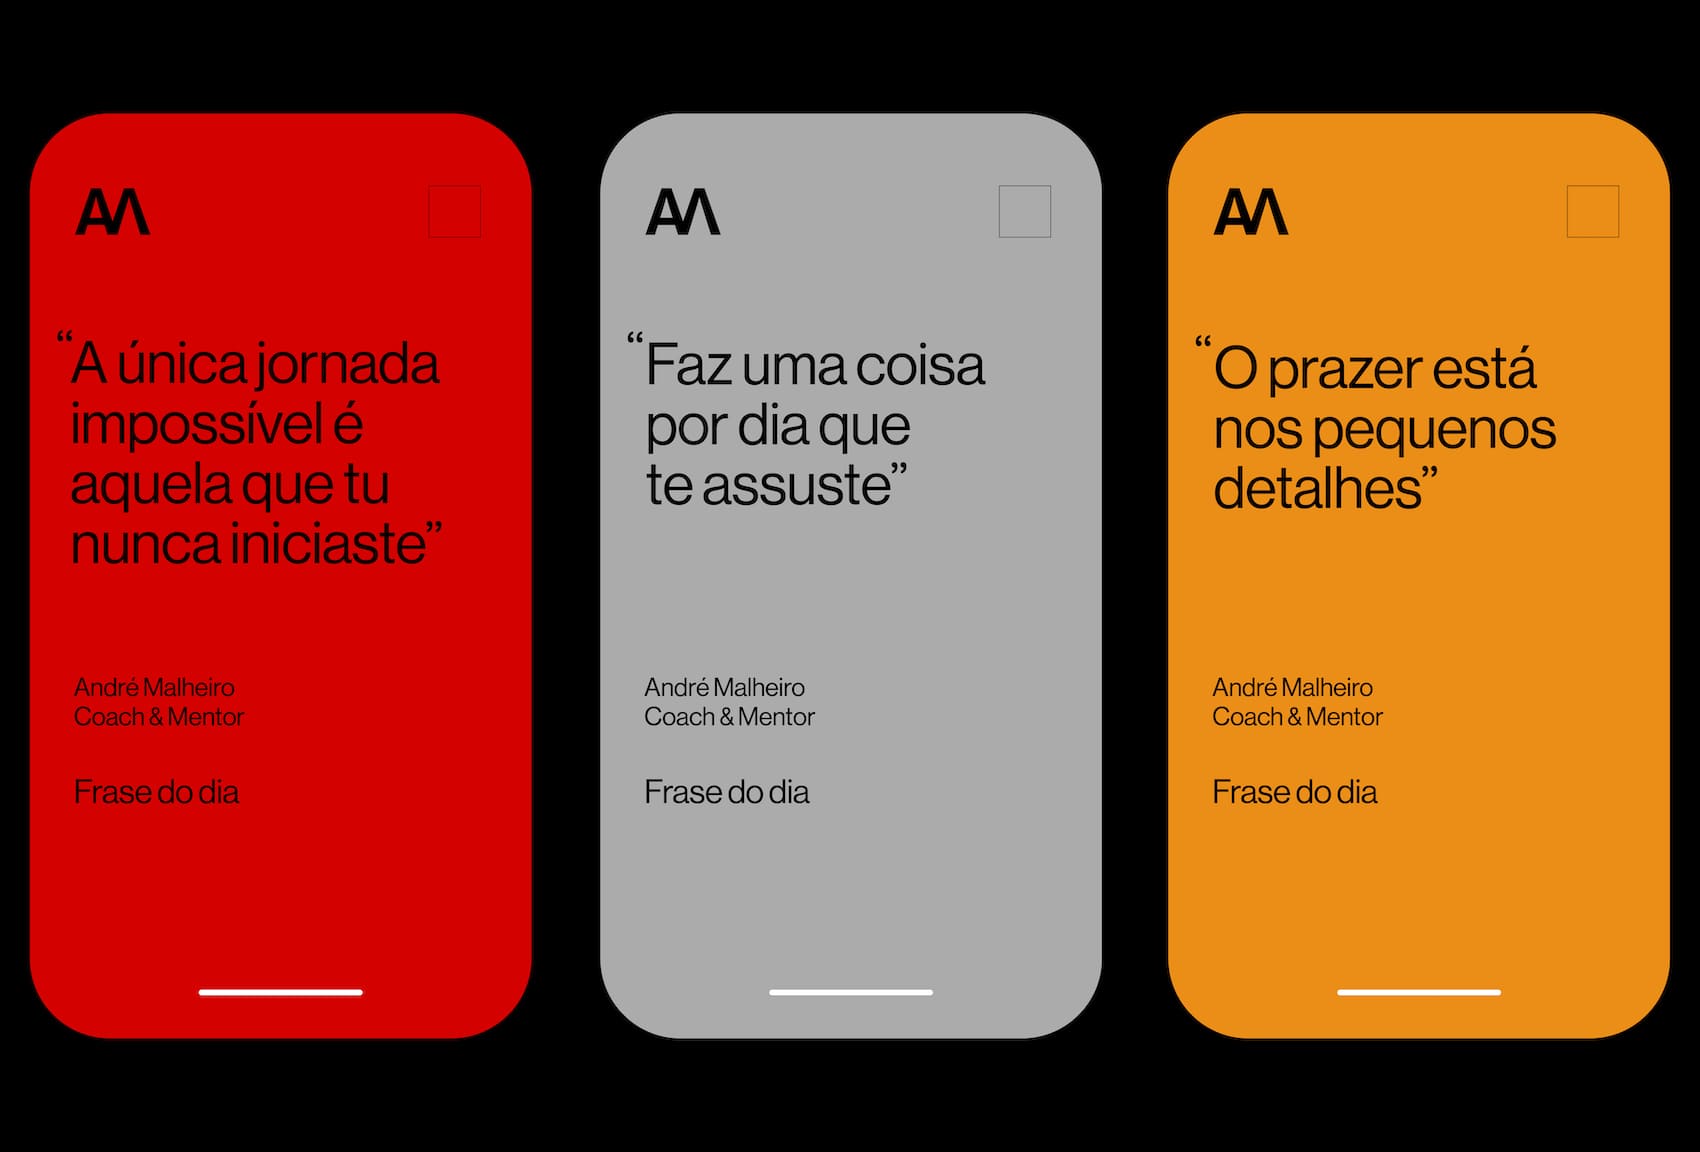 AM
“A única jornada
impossível é
aquela que tu
nunca iniciaste”
André Malheiro
Coach & Mentor
Frase do dia
AM
“Faz uma coisa
por dia que
te assuste”
André Malheiro
Coach & Mentor
Frase do dia
AM
“O prazer está
nos pequenos
detalhes”
André Malheiro
Coach & Mentor
Frase do dia